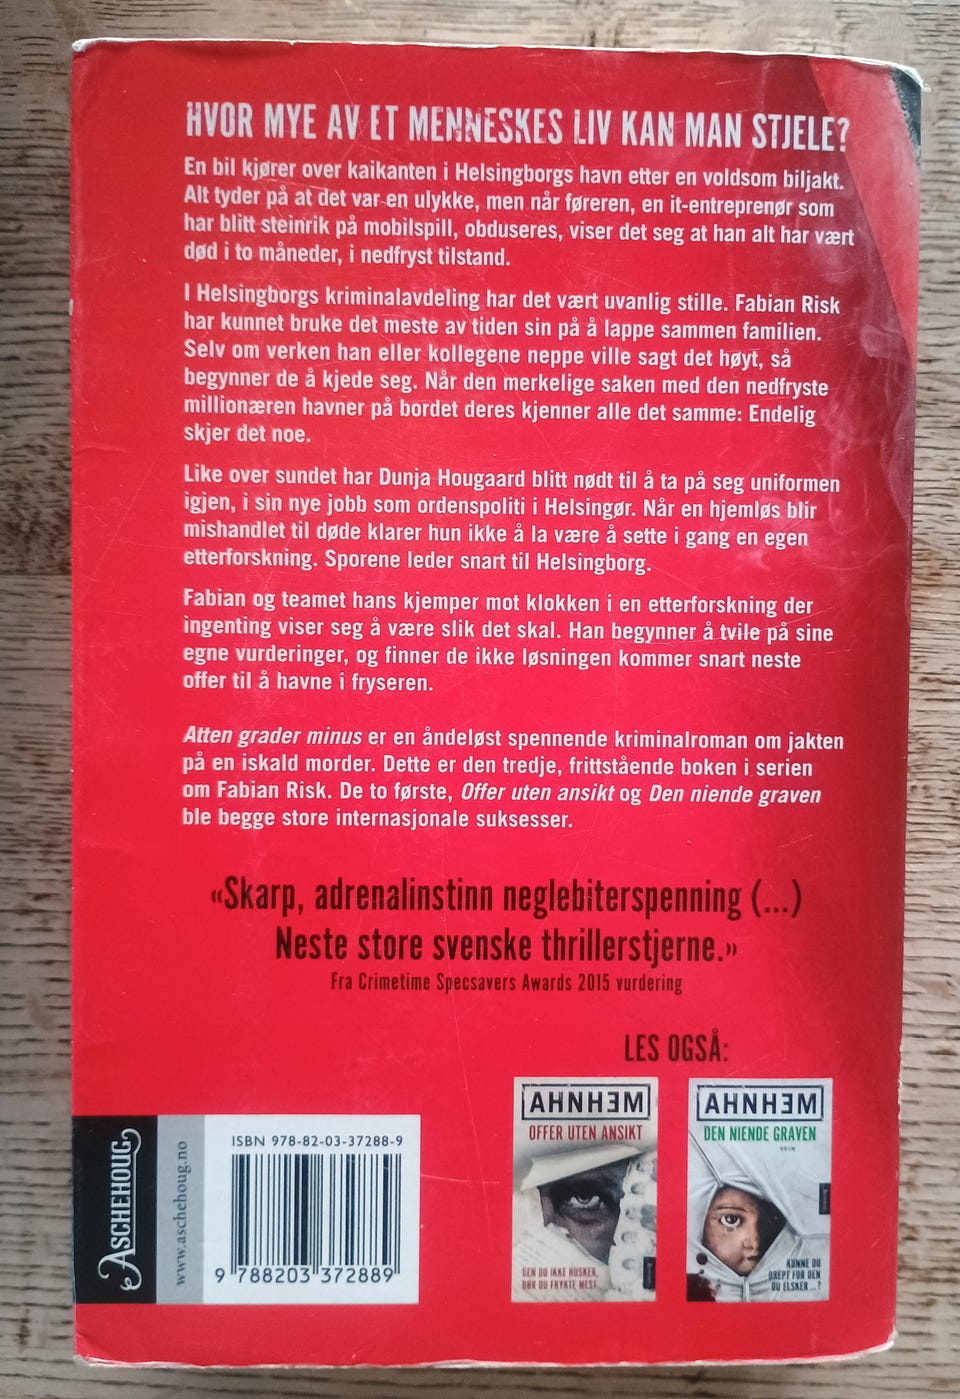 HVOR MYE AV ET MENNESKES LIV KAN MAN STJELE?
En bil kjører over kaikanten i Helsingborgs havn etter en voldsom biljakt.
Alt tyder på at det var en ulykke, men når føreren, en it-entreprenør som
har blitt steinrik på mobilspill, obduseres, viser det seg at han alt har vært
død i to måneder, i nedfryst tilstand.
I Helsingborgs kriminalavdeling har det vært uvanlig stille. Fabian Risk
har kunnet bruke det meste av tiden sin på å lappe sammen familien.
Selv om verken han eller kollegene neppe ville sagt det høyt, så
begynner de å kjede seg. Når den merkelige saken med den nedfryste
millionæren havner på bordet deres kjenner alle det samme: Endelig
skjer det noe.
Like over sundet har Dunja Hougaard blitt nødt til å ta på seg uniformen
igjen, i sin nye jobb som ordenspoliti i Helsingør. Når en hjemløs blir
mishandlet til døde klarer hun ikke å la være å sette i gang en egen
etterforskning. Sporene leder snart til Helsingborg.
Fabian og teamet hans kjemper mot klokken i en etterforskning der
ingenting viser seg å være slik det skal. Han begynner å tvile på sine
egne vurderinger, og finner de ikke løsningen kommer snart neste
offer til å havne i fryseren.
Atten grader minus er en åndeløst spennende kriminalroman om jakten
på en iskald morder. Dette er den tredje, frittstående boken i serien
om Fabian Risk. De to første, Offer uten ansikt og Den niende graven
ble begge store internasjonale suksesser.
«Skarp, adrenalinstinn neglebiterspenning (...)
Neste store svenske thrillerstjerne.»
Fra Crimetime Specsavers Awards 2015 vurdering
LES OGSÅ:
AHNHEM
OFFER UTEN ANSIKT
DEN DU IKKE HUSKER,
BØR DU FRYKTE MEST
AHNHEM
DEN NIENDE GRAVEN
KUNNE DU
DREPT FOR DEN
DU ELSKER ...?
ASCHEHOUG
www.aschehoug.no
ISBN 978-82-03-37288-9
9 788203 372889